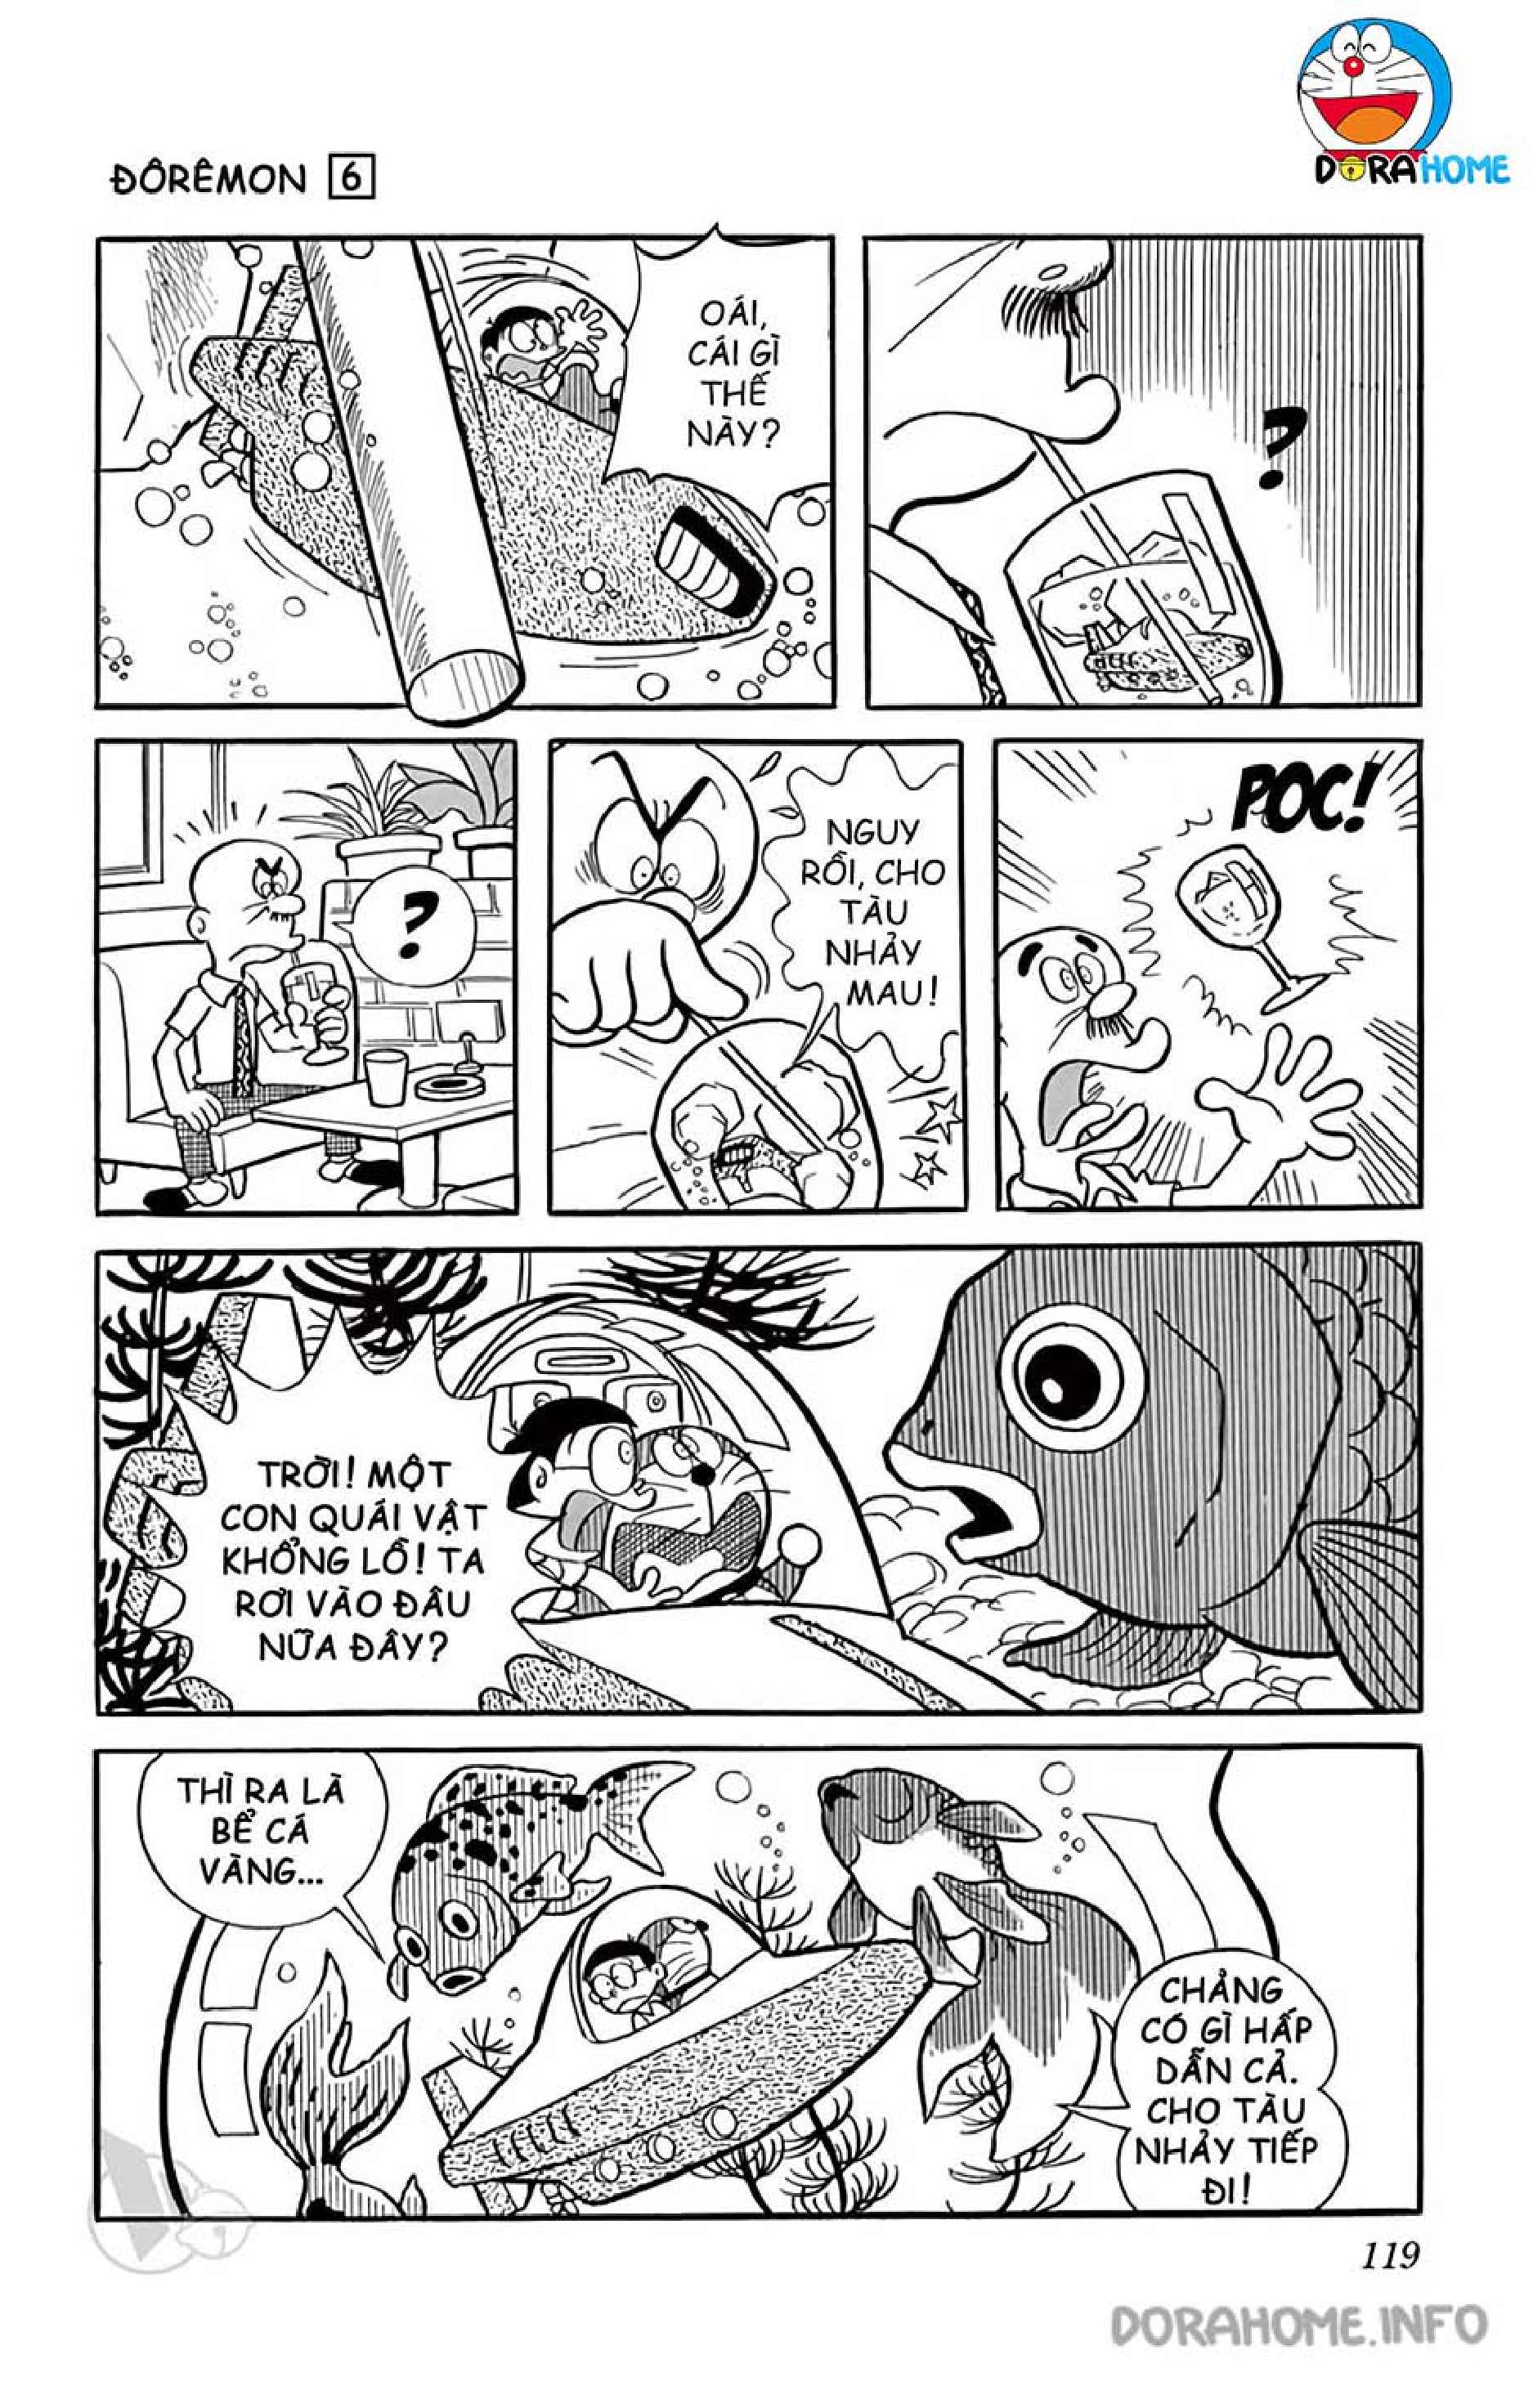 DORAHOME
ĐÔRÊMON 6
OÁI,
CÁI GÌ
THẾ
NÀY?
?
?
NGUY
RỒI, CHO
TÀU
NHẢY
MAU!
POC!
TRỜI! MỘT
CON QUÁI VẬT
KHỔNG LỒ! TA
RƠI VÀO ĐÂU
NỮA ĐÂY?
THÌ RA LÀ
BỂ CÁ
VÀNG...
CHẢNG
CÓ GÌ HẤP
DẪN CẢ.
CHO TÀU
NHẢY TIẾP
ĐI!
119
DORAHOME.INFO